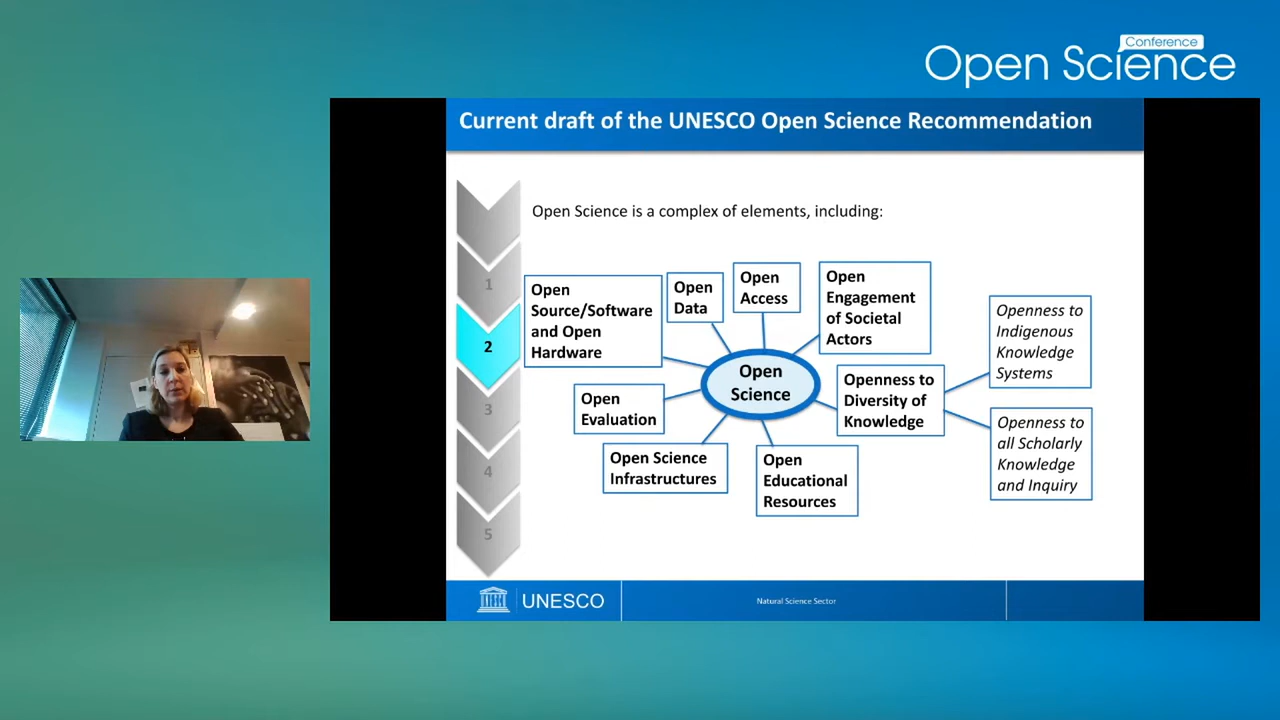 Conference
Open Science
Current draft of the UNESCO Open Science Recommendation
Open Science is a complex of elements, including:
1
2
3
4
5
Open
Source/Software
and Open
Hardware
Open
Data
Open
Access
Open
Engagement
of Societal
Actors
Openness to
Indigenous
Knowledge
Systems
Open
Science
Openness to
Diversity of
Knowledge
Open
Evaluation
Openness to
all Scholarly
Knowledge
and Inquiry
Open Science
Infrastructures
Open
Educational
Resources
UNESCO
Natural Science Sector